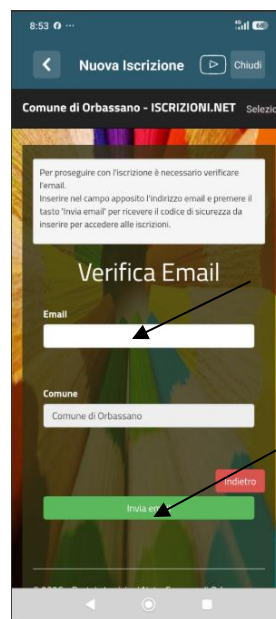 8:53
Nuova Iscrizione
Chiudi
Comune di Orbassano - ISCRIZIONI.NET
Per proseguire con l'iscrizione è necessario verificare
l'email.
Inserire nel campo apposito l'indirizzo email e premere il
tasto 'Invia email' per ricevere il codice di sicurezza da
inserire per accedere alle iscrizioni.
Verifica Email
Email
Comune
Comune di Orbassano
Indietro
Invia em